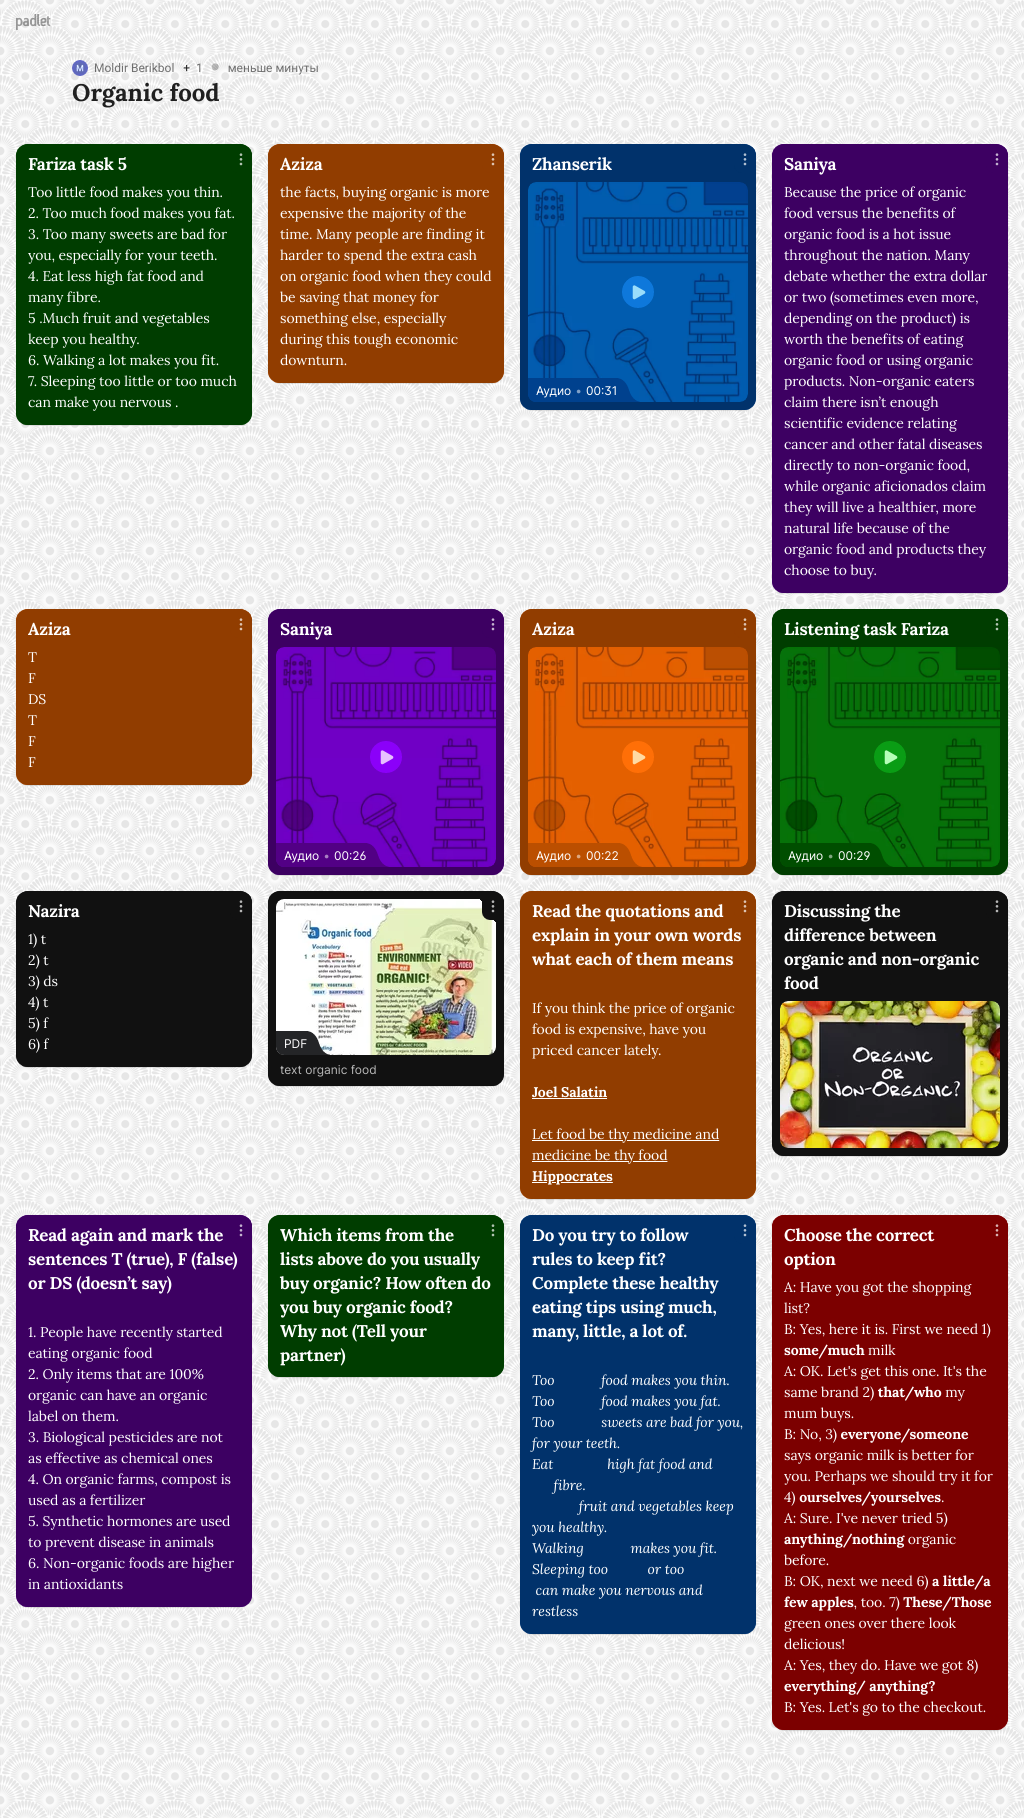 padlet
M Moldir Berikbol + 1 меньше минуты
Organic food
Fariza task 5
Too little food makes you thin.
2. Too much food makes you fat.
3. Too many sweets are bad for
you, especially for your teeth.
4. Eat less high fat food and
many fibre.
5 .Much fruit and vegetables
keep you healthy.
6. Walking a lot makes you fit.
7. Sleeping too little or too much
can make you nervous .
Aziza
the facts, buying organic is more
expensive the majority of the
time. Many people are finding it
harder to spend the extra cash
on organic food when they could
be saving that money for
something else, especially
during this tough economic
downturn.
Zhanserik
Аудио • 00:31
Saniya
Because the price of organic
food versus the benefits of
organic food is a hot issue
throughout the nation. Many
debate whether the extra dollar
or two (sometimes even more,
depending on the product) is
worth the benefits of eating
organic food or using organic
products. Non-organic eaters
claim there isn’t enough
scientific evidence relating
cancer and other fatal diseases
directly to non-organic food,
while organic aficionados claim
they will live a healthier, more
natural life because of the
organic food and products they
choose to buy.
Aziza
T
F
DS
T
F
F
Saniya
Аудио • 00:26
Aziza
Аудио • 00:22
Listening task Fariza
Аудио • 00:29
Nazira
1) t
2) t
3) ds
4) t
5) f
6) f
4a Organic food
Vocabulary
Save the
ENVIRONMENT
and eat
ORGANIC!
VIDEO
FRUIT VEGETABLES
MEAT DAIRY PRODUCTS
PDF
text organic food
Read the quotations and
explain in your own words
what each of them means
If you think the price of organic
food is expensive, have you
priced cancer lately.
Joel Salatin
Let food be thy medicine and
medicine be thy food
Hippocrates
Discussing the
difference between
organic and non-organic
food
ORGANIC
OR
NON-ORGANIC?
Read again and mark the
sentences T (true), F (false)
or DS (doesn’t say)
1. People have recently started
eating organic food
2. Only items that are 100%
organic can have an organic
label on them.
3. Biological pesticides are not
as effective as chemical ones
4. On organic farms, compost is
used as a fertilizer
5. Synthetic hormones are used
to prevent disease in animals
6. Non-organic foods are higher
in antioxidants
Which items from the
lists above do you usually
buy organic? How often do
you buy organic food?
Why not (Tell your
partner)
Do you try to follow
rules to keep fit?
Complete these healthy
eating tips using much,
many, little, a lot of.
Too food makes you thin.
Too food makes you fat.
Too sweets are bad for you,
for your teeth.
Eat high fat food and
fibre.
fruit and vegetables keep
you healthy.
Walking makes you fit.
Sleeping too or too
can make you nervous and
restless
Choose the correct
option
A: Have you got the shopping
list?
B: Yes, here it is. First we need 1)
some/much milk
A: OK. Let's get this one. It's the
same brand 2) that/who my
mum buys.
B: No, 3) everyone/someone
says organic milk is better for
you. Perhaps we should try it for
4) ourselves/yourselves.
A: Sure. I've never tried 5)
anything/nothing organic
before.
B: OK, next we need 6) a little/a
few apples, too. 7) These/Those
green ones over there look
delicious!
A: Yes, they do. Have we got 8)
everything/ anything?
B: Yes. Let's go to the checkout.